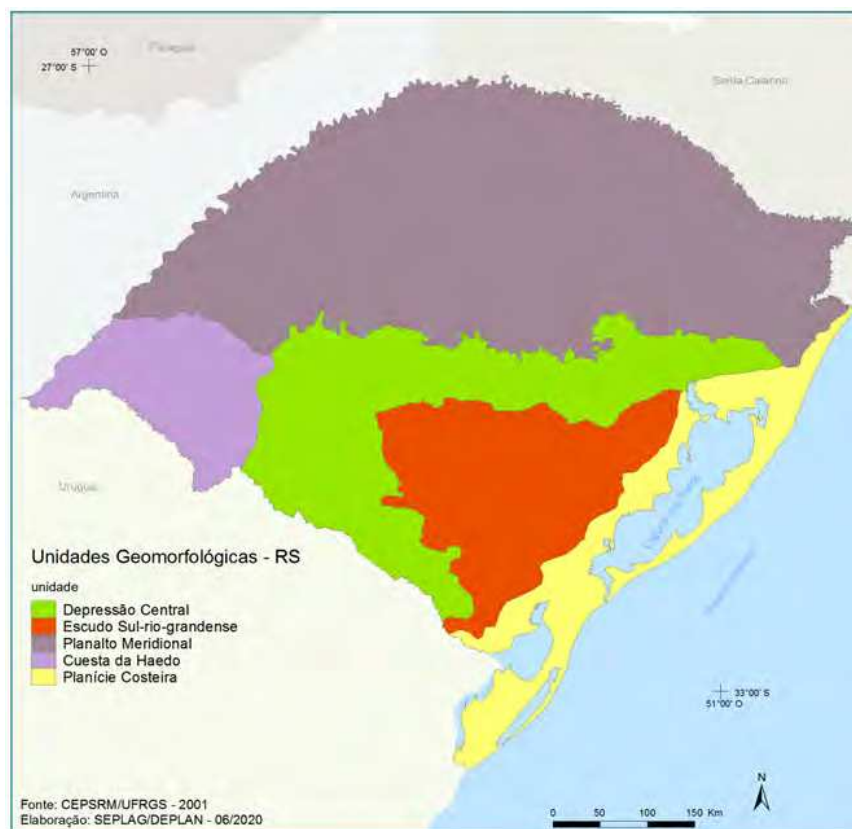 57°00' O
27°00' S
Paraguai
Santa Catarina
Argentina
Uruguai
Unidades Geomorfológicas - RS
unidade
Depressão Central
Escudo Sul-rio-grandense
Planalto Meridional
Cuesta da Haedo
Planície Costeira
33°00' S
51°00' O
N
Fonte: CEPSRM/UFRGS - 2001
Elaboração: SEPLAG/DEPLAN - 06/2020
0 50 100 150 Km